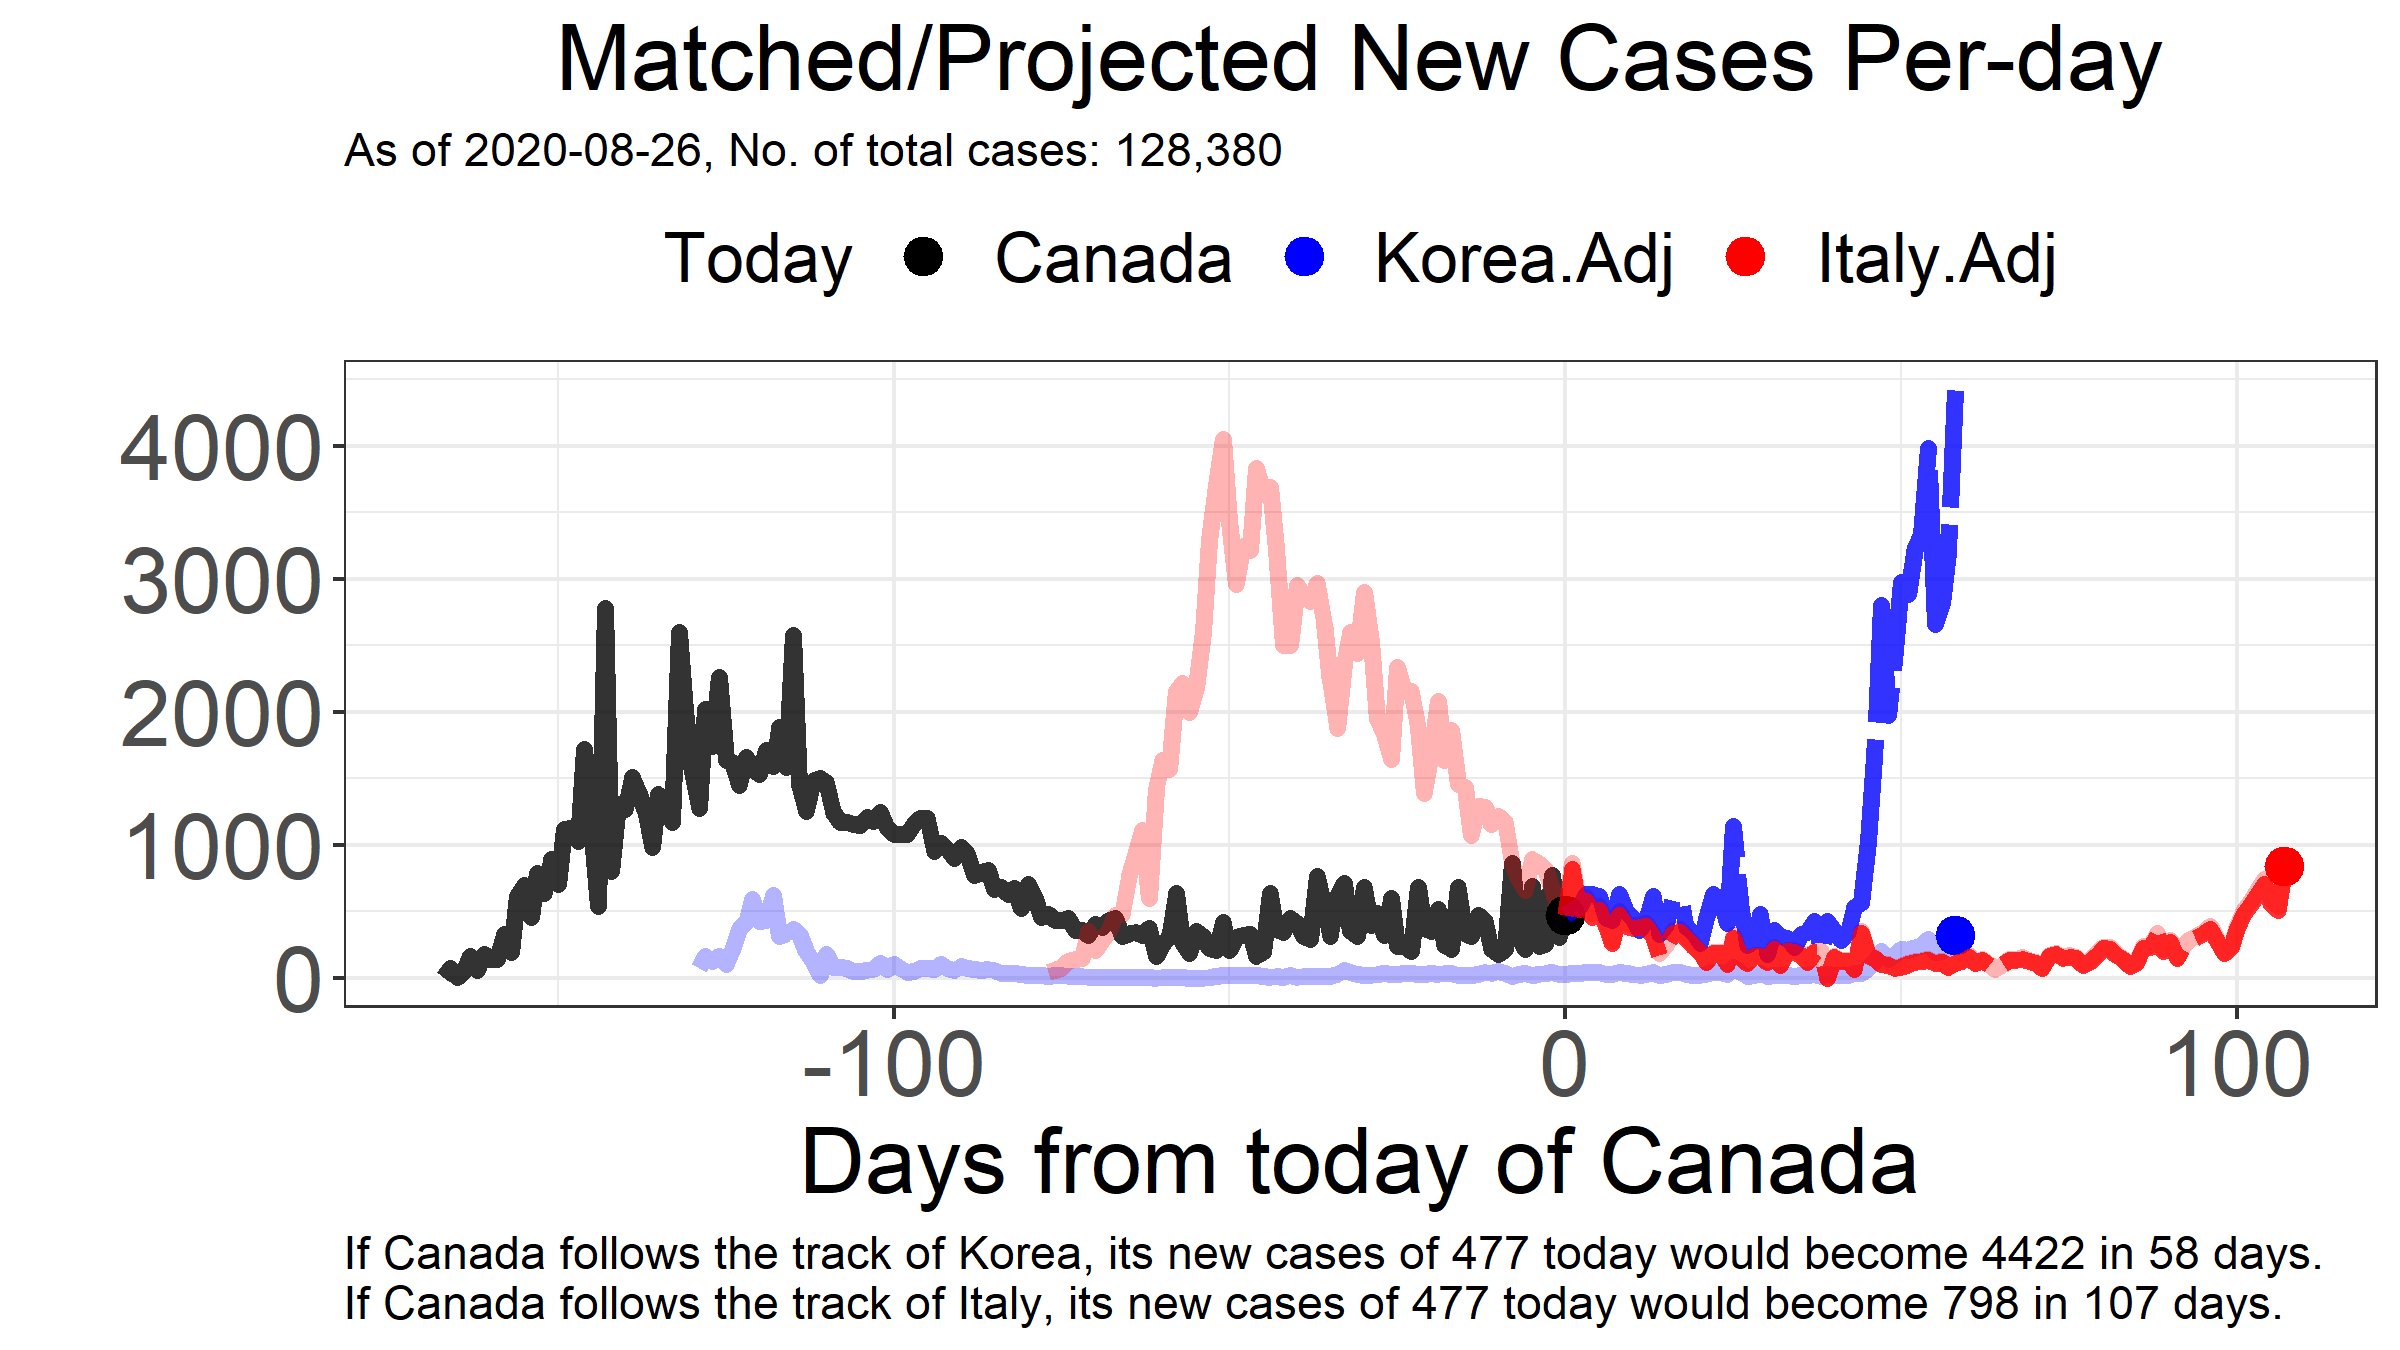 Matched/Projected New Cases Per-day
As of 2020-08-26, No. of total cases: 128,380
Today Canada Korea.Adj Italy.Adj
4000
3000
2000
1000
0
-100 0 100
Days from today of Canada
If Canada follows the track of Korea, its new cases of 477 today would become 4422 in 58 days.
If Canada follows the track of Italy, its new cases of 477 today would become 798 in 107 days.